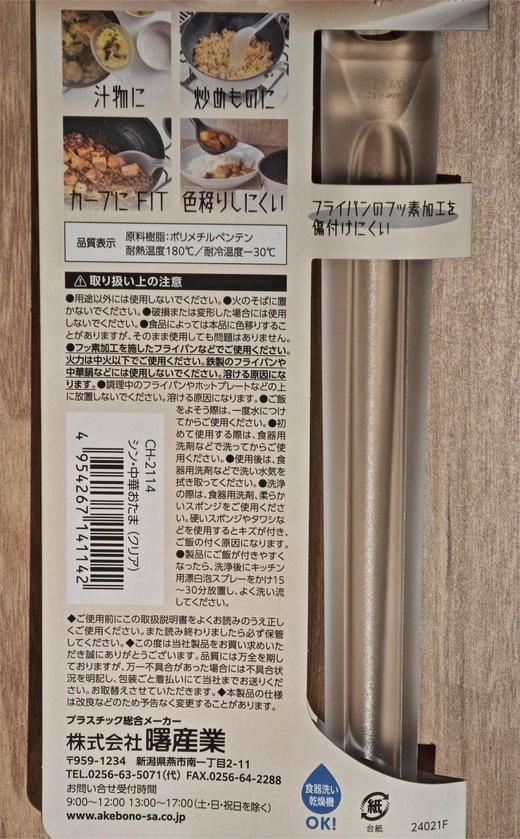 汁物に
炒めものに
カーブに FIT
色移りしにくい
AKEBONO
MADE IN JAPAN
フライパンのフッ素加工を
傷付けにくい
品質表示
原料樹脂:ポリメチルペンテン
耐熱温度180℃/耐冷温度ー30℃
取り扱い上の注意
●用途以外には使用しないでください。●火のそばに置
かないでください。●破損または変形した場合には使用
しないでください。●食品によっては本品に色移りするこ
とがありますが、そのまま使用しても問題はありません。
●フッ素加工を施したフライパンなどでご使用ください。
火力は中火以下でご使用ください。鉄製のフライパンや
中華鍋などには使用しないでください。溶ける原因にな
ります。●調理中のフライパンやホットプレートなどの上
に放置しないでください。溶ける原因になります。●ご飯
をよそう際は、一度水につけ
てからご使用ください。●初
めて使用する際は、食器用
洗剤などで洗ってからご使
用ください。●使用後は、食
器用洗剤などで洗い水気を
拭き取ってください。●洗浄
の際は、食器用洗剤、柔らか
いスポンジをご使用くださ
い。硬いスポンジやタワシな
どを使用するとキズが付き、
ご飯の付く原因になります。
●製品にご飯が付きやすく
なったら、洗浄後にキッチン
用漂白泡スプレーをかけ15
～30分放置し、よく洗い流
してください。
CH-2114
シン・中華おたま (クリア)
4 954267 141142
◆ご使用前にこの取扱説明書をよくお読みのうえ正し
くご使用ください。また読み終わりましたら必ず保管
してください。◆この度は当社製品をお買い求めいた
だき誠にありがとうございます。品質には万全を期し
ておりますが、万一不具合があった場合には不具合状
況を明記し、包装ごと着払いにて当社までお送りくださ
い。お取替えさせていただきます。◆本製品の仕様
は改良などのため予告なく変更することがあります。
プラスチック総合メーカー
株式会社 曙産業
〒959-1234 新潟県燕市南一丁目2-11
TEL.0256-63-5071(代) FAX.0256-64-2288
お問い合せ受付時間
9:00～12:00 13:00～17:00(土・日・祝日を除く)
www.akebono-sa.co.jp
食器洗い
乾燥機
OK!
紙
台紙
24021F